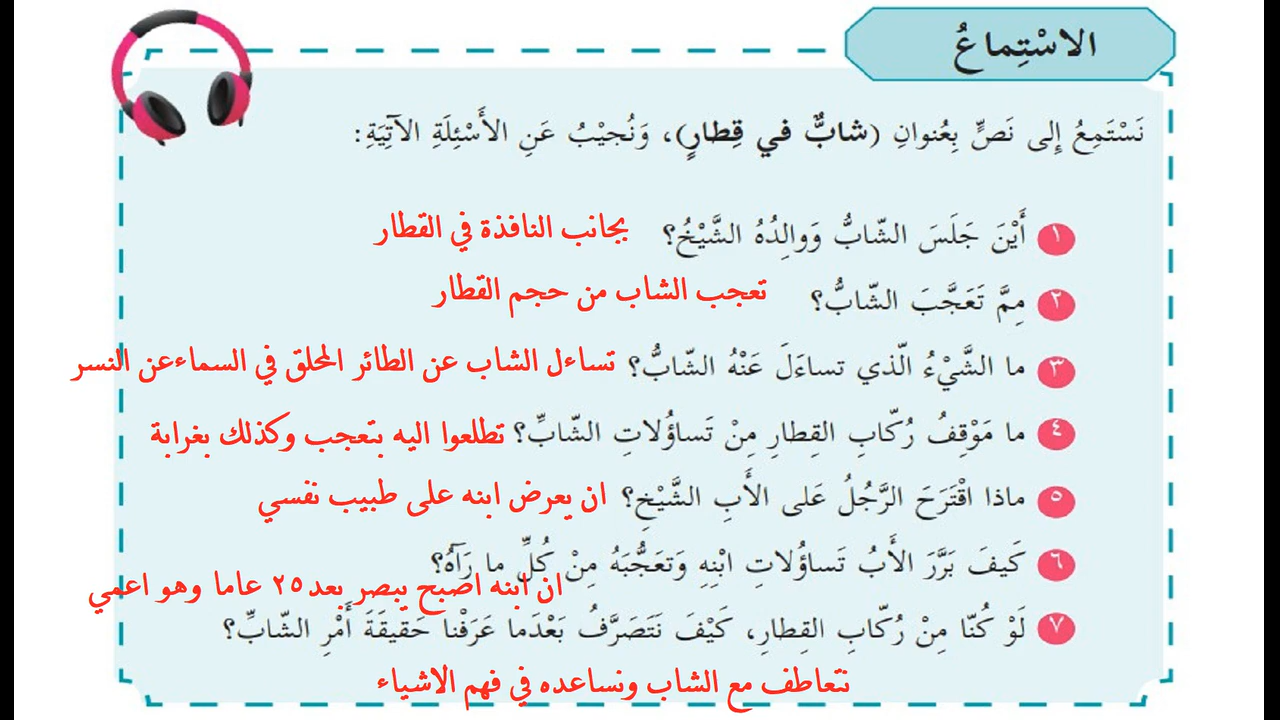 الاسْتِماعُ
نَسْتَمِعُ إِلى نَصٍّ بِعُنوانِ (شابٌّ في قِطارٍ)، وَنُجيْبُ عَنِ الأَسْئِلَةِ الآتِيَةِ:
١ أَيْنَ جَلَسَ الشّابُّ وَوالِدُهُ الشَّيْخُ؟ بجانب النافذة في القطار
٢ مِمَّ تَعَجَّبَ الشّابُّ؟ تعجب الشاب من حجم القطار
٣ ما الشَّيْءُ الّذي تساءَلَ عَنْهُ الشّابُّ؟ تساءل الشاب عن الطائر المحلق في السماءعن النسر
٤ ما مَوْقِفُ رُكّابِ القِطارِ مِنْ تَساؤُلاتِ الشّابِّ؟ تطلعوا اليه بتعجب وكذلك بغرابة
٥ ماذا اقْتَرَحَ الرَّجُلُ عَلى الأَبِ الشَّيْخِ؟ ان يعرض ابنه على طبيب نفسي
٦ كَيفَ بَرَّرَ الأَبُ تَساؤُلاتِ ابْنِهِ وَتَعَجُّبَهُ مِنْ كُلِّ ما رَآهُ؟
ان ابنه اصبح يبصر بعد٢٥ عاما وهو اعمي
٧ لَوْ كُنّا مِنْ رُكّابِ القِطارِ، كَيْفَ نَتَصَرَّفُ بَعْدَما عَرَفْنا حَقيقَةَ أَمْرِ الشّابِّ؟
نتعاطف مع الشاب ونساعده في فهم الاشياء